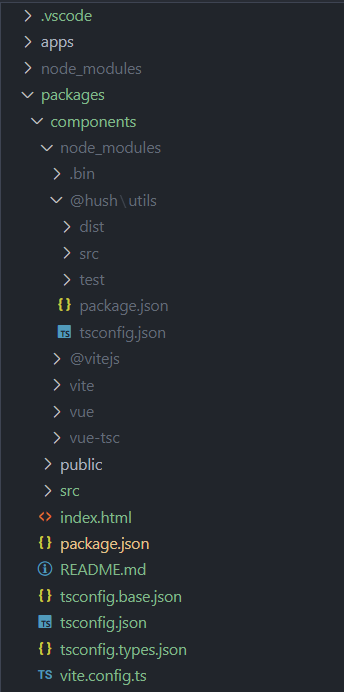 .vscode
apps
node_modules
packages
components
node_modules
.bin
@hush\utils
dist
src
test
{} package.json
TS tsconfig.json
@vitejs
vite
vue
vue-tsc
public
src
<> index.html
{} package.json
README.md
{} tsconfig.base.json
TS tsconfig.json
{} tsconfig.types.json
TS vite.config.ts